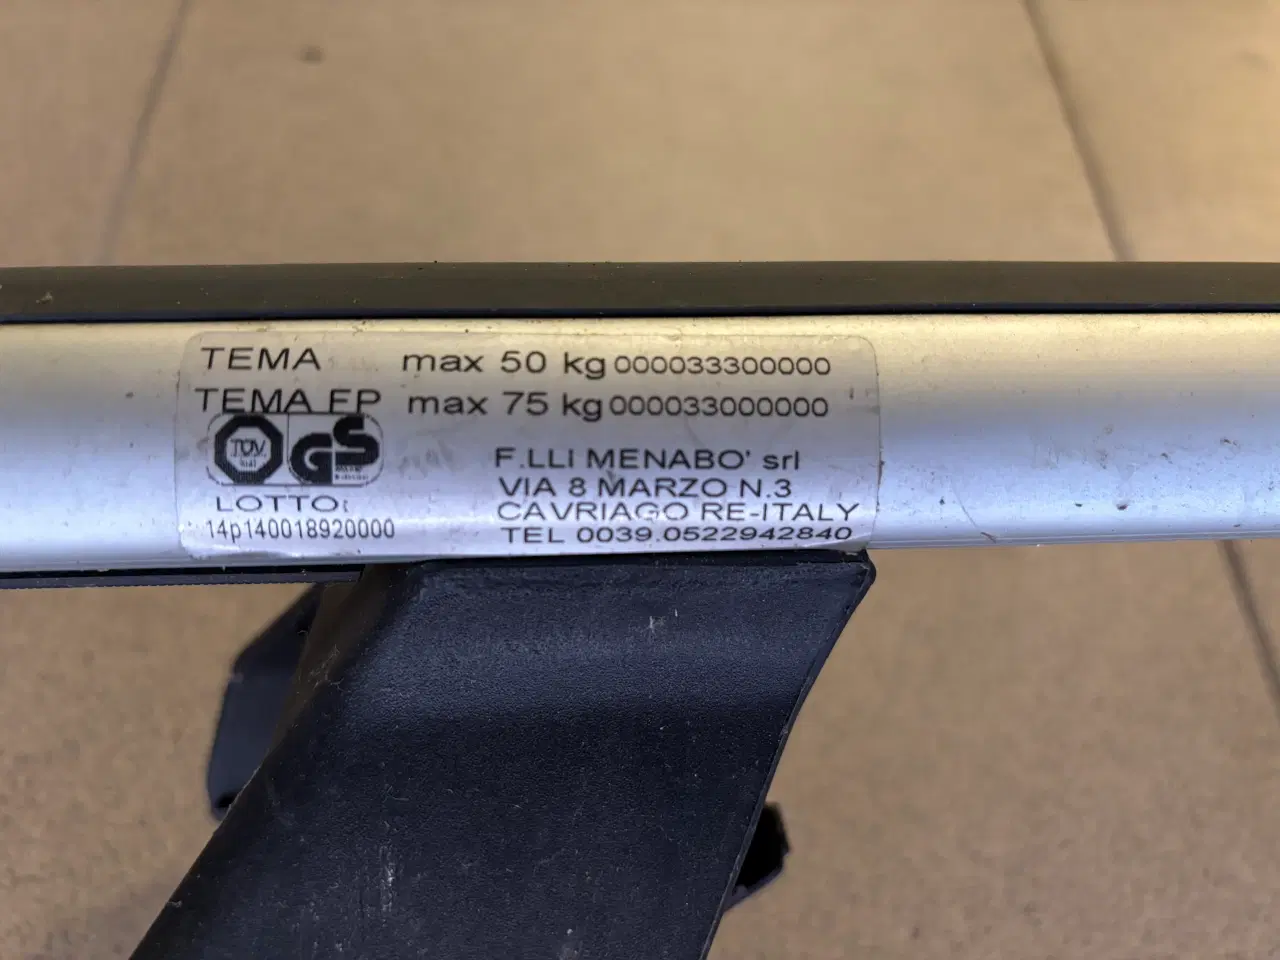 TEMA max 50 kg 000033300000
TEMA FP max 75 kg 000033000000
TÜV
GS
F.LLI MENABO' srl
VIA 8 MARZO N.3
CAVRIAGO RE-ITALY
TEL 0039.0522942840
LOTTO:
14p140018920000